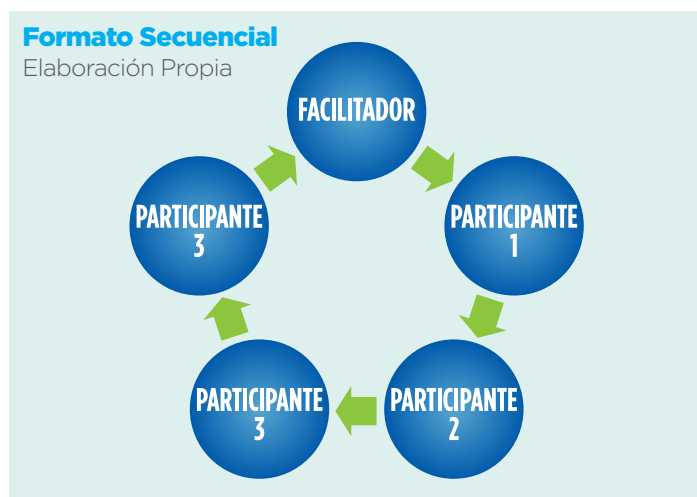 Formato Secuencial
Elaboración Propia
FACILITADOR
PARTICIPANTE
1
PARTICIPANTE
2
PARTICIPANTE
3
PARTICIPANTE
3